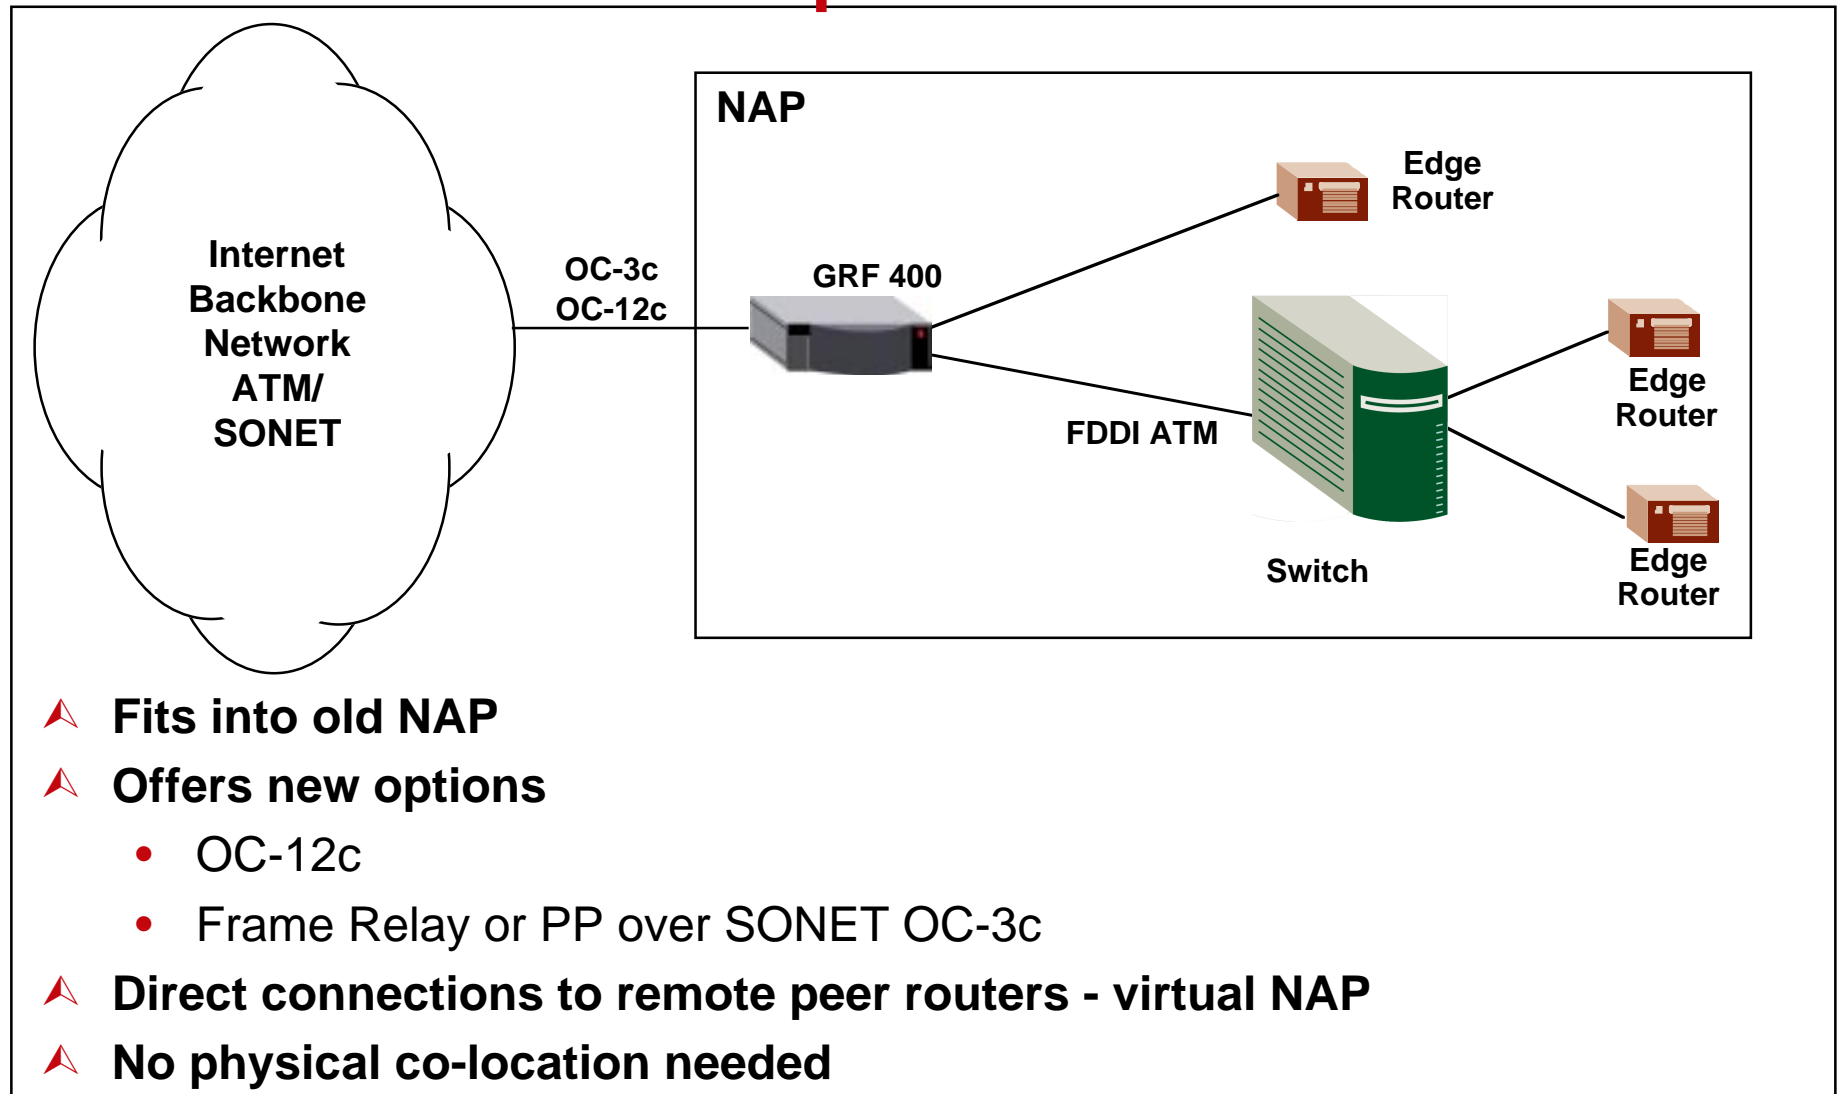 NAP
Internet
Backbone
Network
ATM/
SONET
OC-3c
OC-12c
GRF 400
Edge
Router
FDDI ATM
Switch
Edge
Router
Edge
Router
Fits into old NAP
Offers new options
• OC-12c
• Frame Relay or PP over SONET OC-3c
Direct connections to remote peer routers - virtual NAP
No physical co-location needed